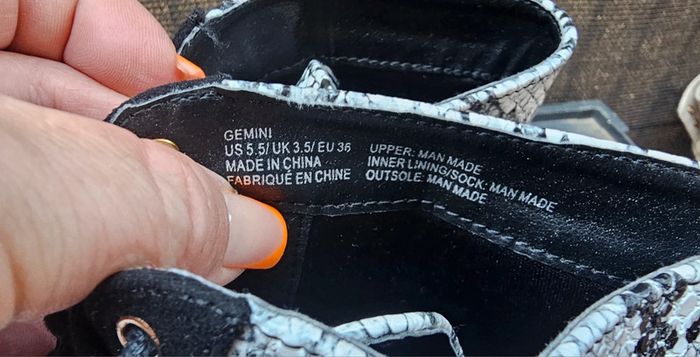 GEMINI
US 5.5/ UK 3.5/ EU 36
MADE IN CHINA
FABRIQUÉ EN CHINE
UPPER: MAN MADE
INNER LINING/SOCK: MAN MADE
OUTSOLE: MAN MADE